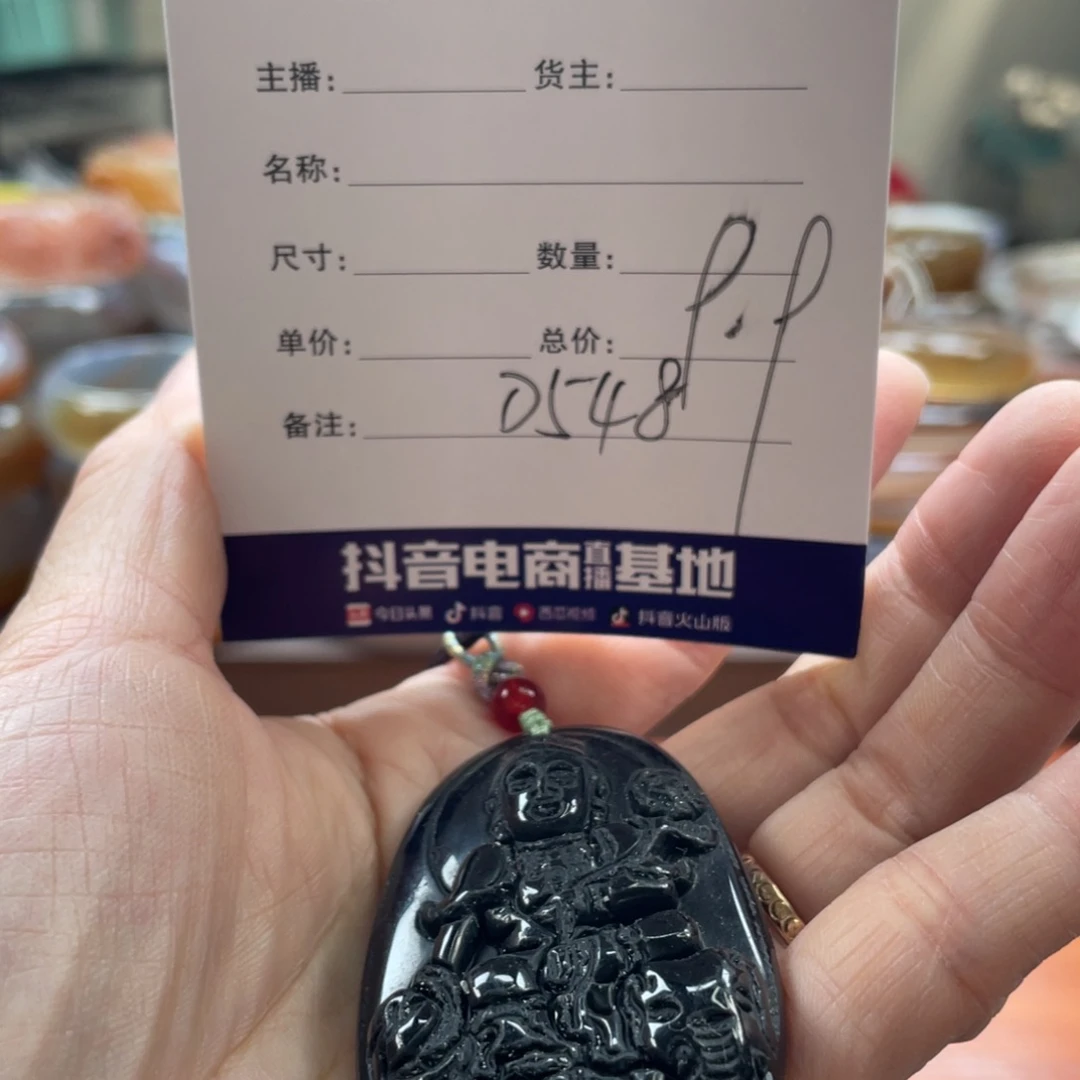 主播: 货主:
名称:
尺寸: 数量:
单价: 总价:
备注: 0548
抖音电商直播基地
今日头条 抖音 西瓜视频 抖音火山版